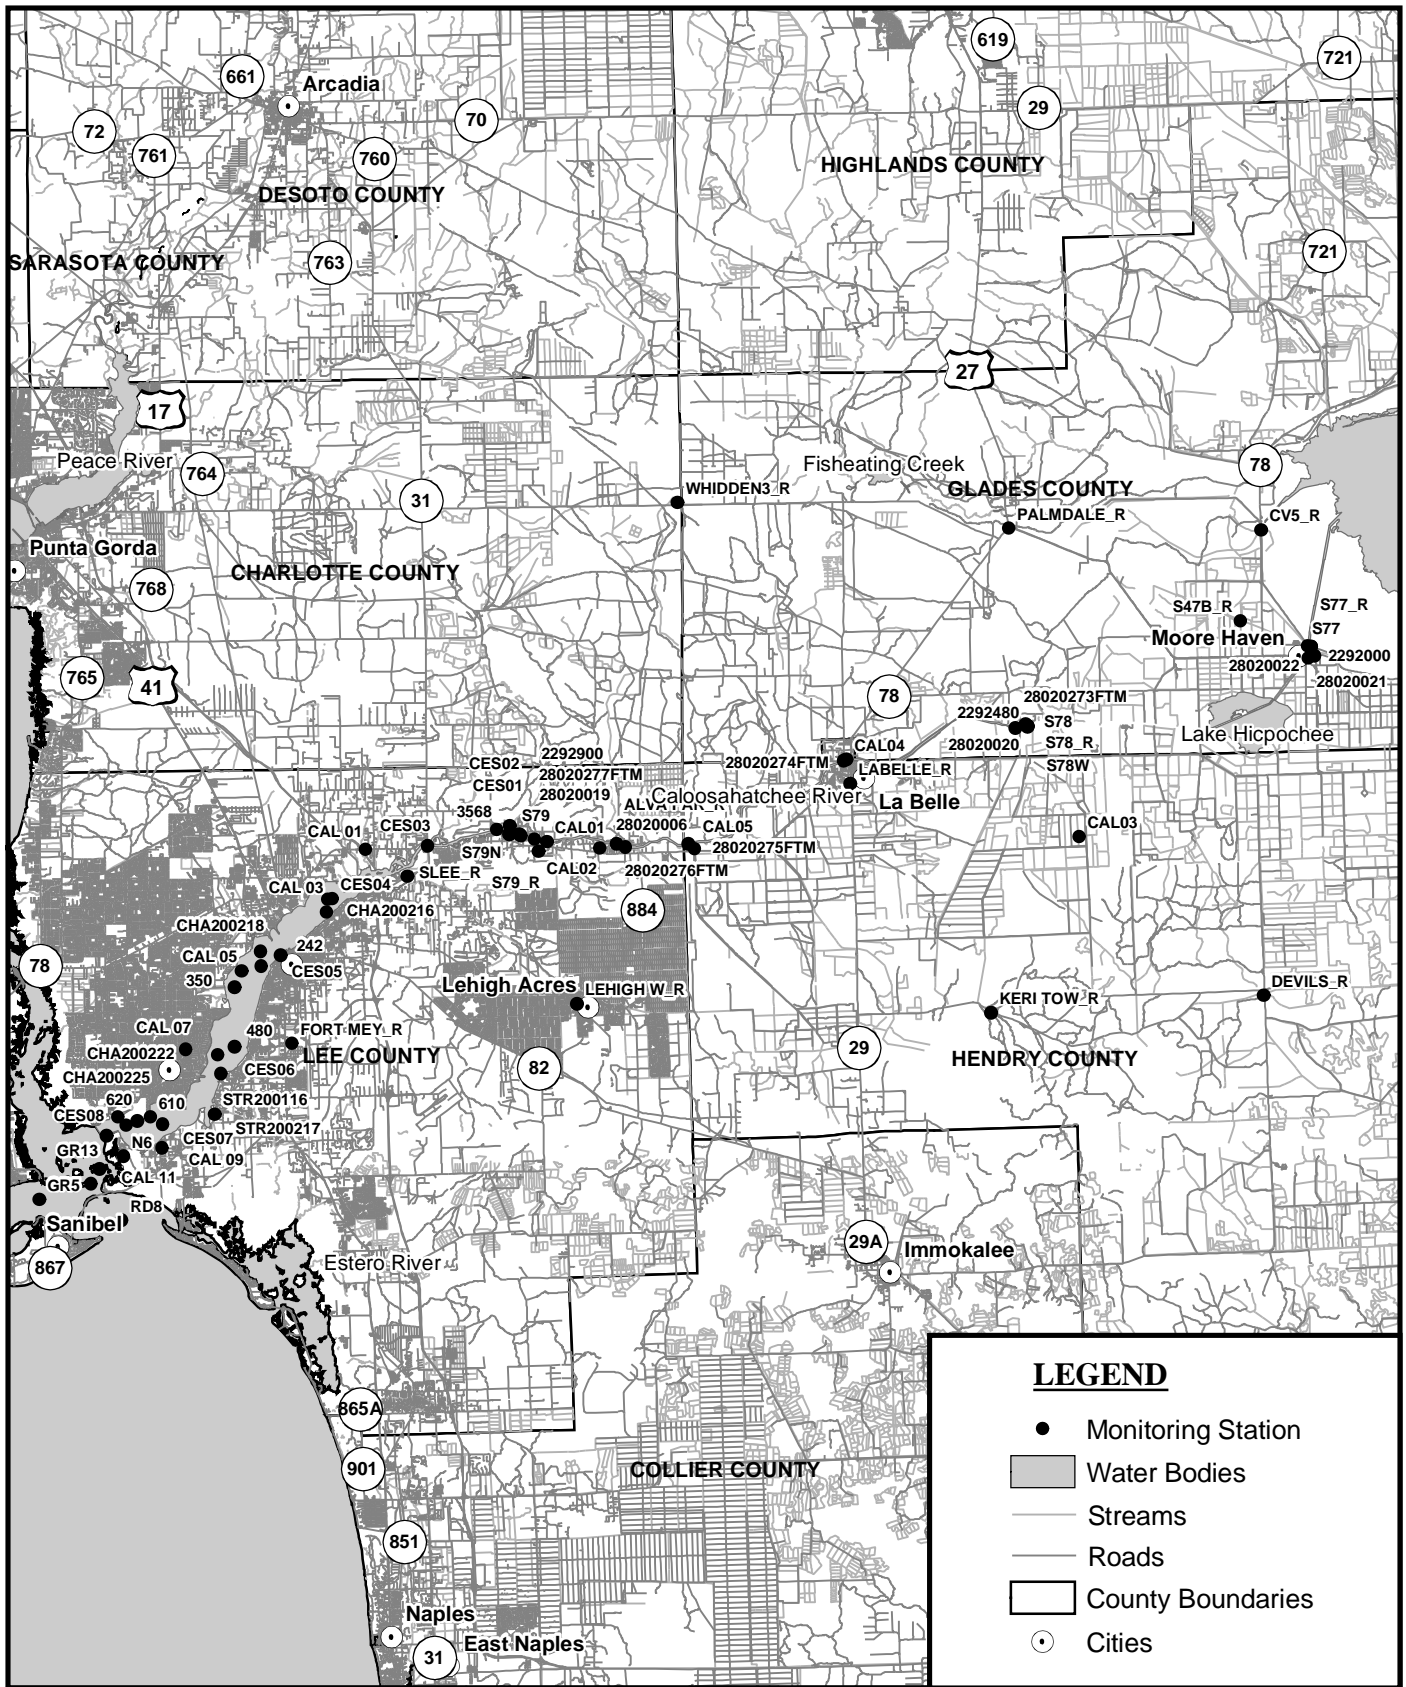 619
721
661
Arcadia
29
70
72
761
760
HIGHLANDS COUNTY
DESOTO COUNTY
721
SARASOTA COUNTY
763
27
17
Peace River
764
Fisheating Creek
78
31
WHIDDEN3_R
GLADES COUNTY
PALMDALE_R
CV5_R
Punta Gorda
CHARLOTTE COUNTY
768
S47B_R
S77_R
S77
Moore Haven
2292000
28020022
28020021
765
41
78
28020273FTM
2292480
S78
28020020
S78_R
Lake Hicpochee
S78W
CAL04
2292900
CES02
28020274FTM
28020277FTM
LABELLE_R
CES01
28020019
Caloosahatchee River
La Belle
3568
S79
CAL 01
CES03
CAL01
28020006
CAL05
CAL03
S79N
28020275FTM
SLEE_R
S79_R
CAL02
28020276FTM
CAL 03
CES04
CHA200216
884
CHA200218
242
CAL 05
CES05
78
350
Lehigh Acres
LEHIGH W_R
DEVILS_R
KERI TOW_R
CAL 07
480
FORT MEY_R
CHA200222
LEE COUNTY
29
HENDRY COUNTY
CHA200225
CES06
82
620
610
STR200116
CES08
STR200217
N6
CES07
GR13
CAL 09
GR5
CAL 11
RD8
Sanibel
867
Estero River
29A
Immokalee
LEGEND
865A
Monitoring Station
901
COLLIER COUNTY
Water Bodies
Streams
851
Roads
County Boundaries
Naples
Cities
31
East Naples